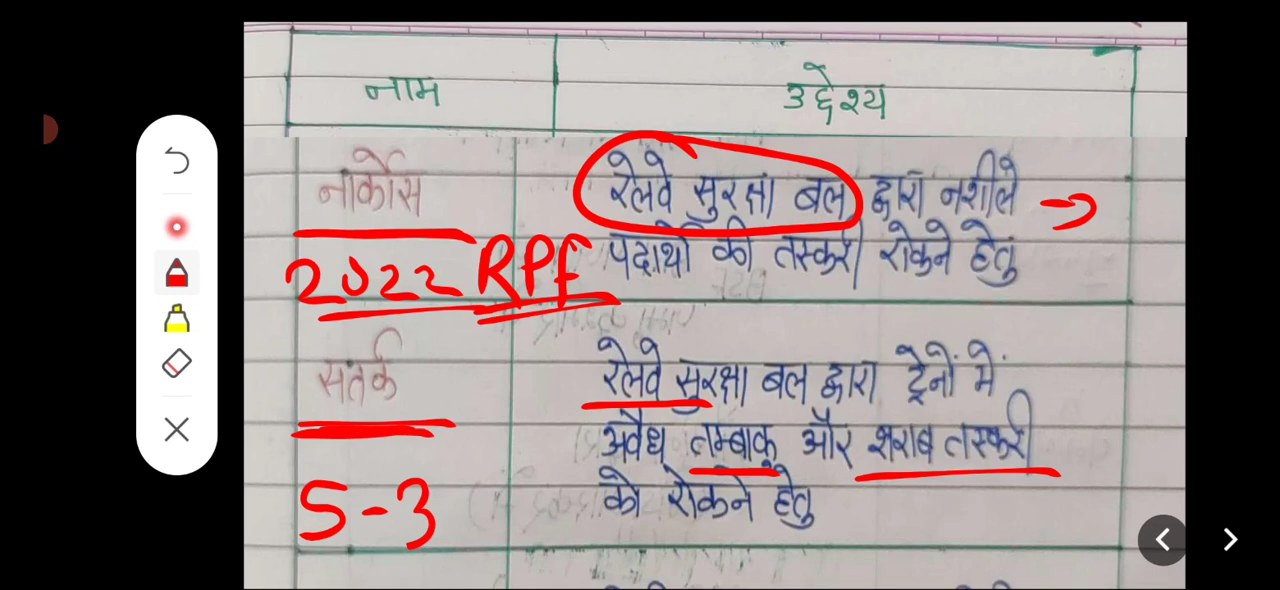 नाम उद्देश्य
नार्कोस रेलवे सुरक्षा बल द्वारा नशीले
2022 RPf पदार्थो की तस्करी रोकने हेतु
सतर्क रेलवे सुरक्षा बल द्वारा ट्रेनों में
अवैध तम्बाकू और शराब तस्करी
5-3 को रोकने हेतु